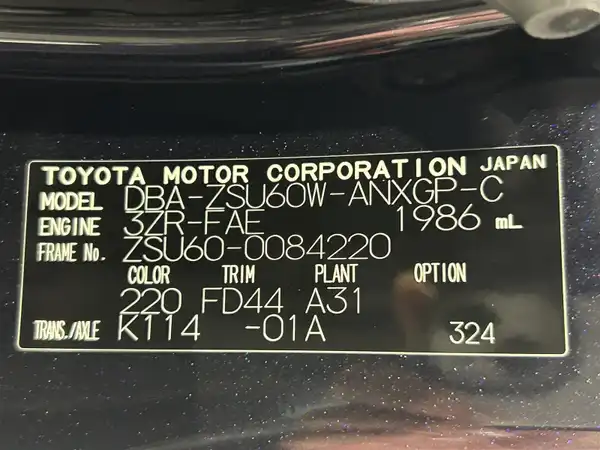 TOYOTA MOTOR CORPORATION JAPAN
MODEL DBA-ZSU60W-ANXGP-C
ENGINE 3ZR-FAE 1986 mL
FRAME No. ZSU60-0084220
COLOR TRIM PLANT OPTION
220 FD44 A31
TRANS./AXLE K114 -01A 324